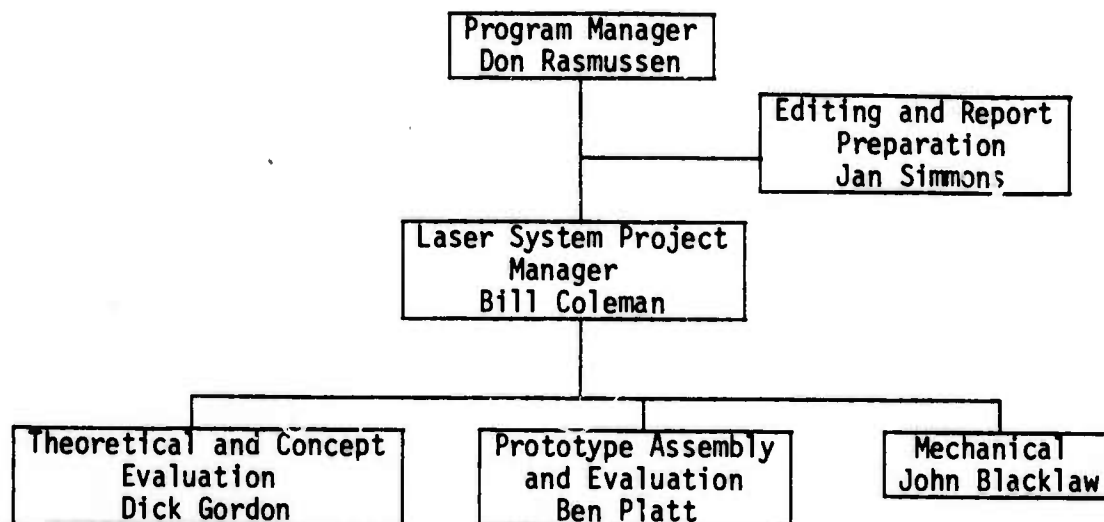 Program Manager
Don Rasmussen
Editing and Report
Preparation
Jan Simmons
Laser System Project
Manager
Bill Coleman
Theoretical and Concept
Evaluation
Dick Gordon
Prototype Assembly
and Evaluation
Ben Platt
Mechanical
John Blacklaw